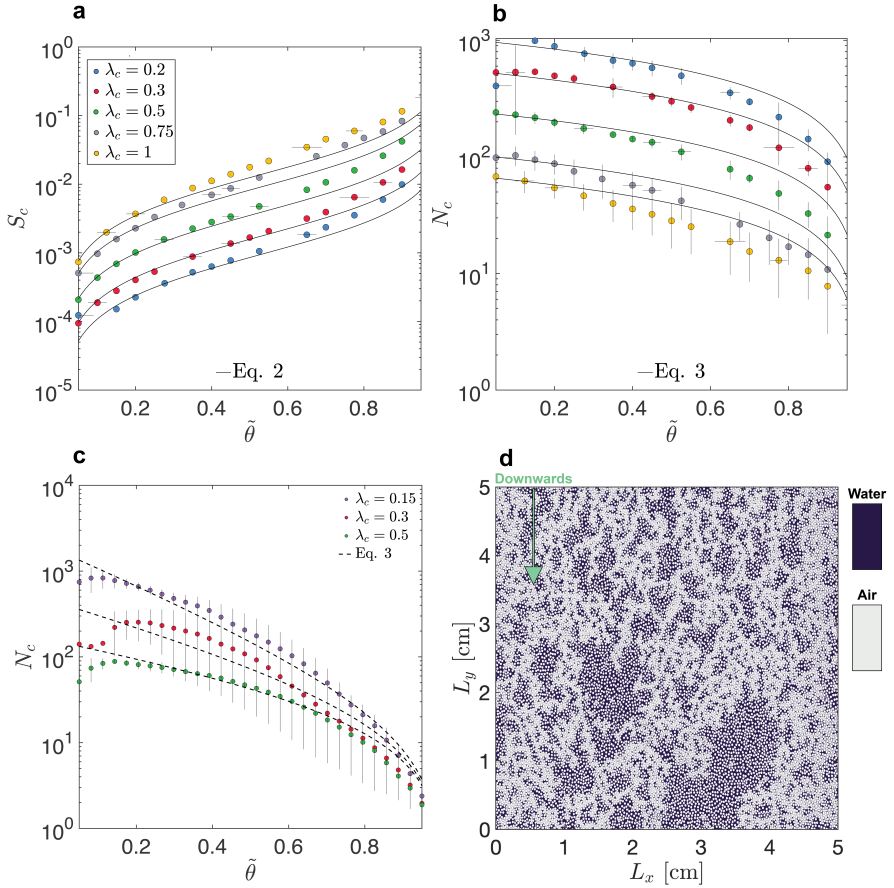 a
10^0
10^-1
10^-2
10^-3
10^-4
10^-5
S_c
λ_c = 0.2
λ_c = 0.3
λ_c = 0.5
λ_c = 0.75
λ_c = 1
—Eq. 2
0.2 0.4 0.6 0.8
θ̃
b
10^3
10^2
10^1
10^0
N_c
—Eq. 3
0.2 0.4 0.6 0.8
θ̃
c
10^4
10^3
10^2
10^1
10^0
N_c
λ_c = 0.15
λ_c = 0.3
λ_c = 0.5
Eq. 3
0.2 0.4 0.6 0.8
θ̃
d
Downwards
5
4
3
2
1
0
L_y [cm]
0 1 2 3 4 5
L_x [cm]
Water
Air